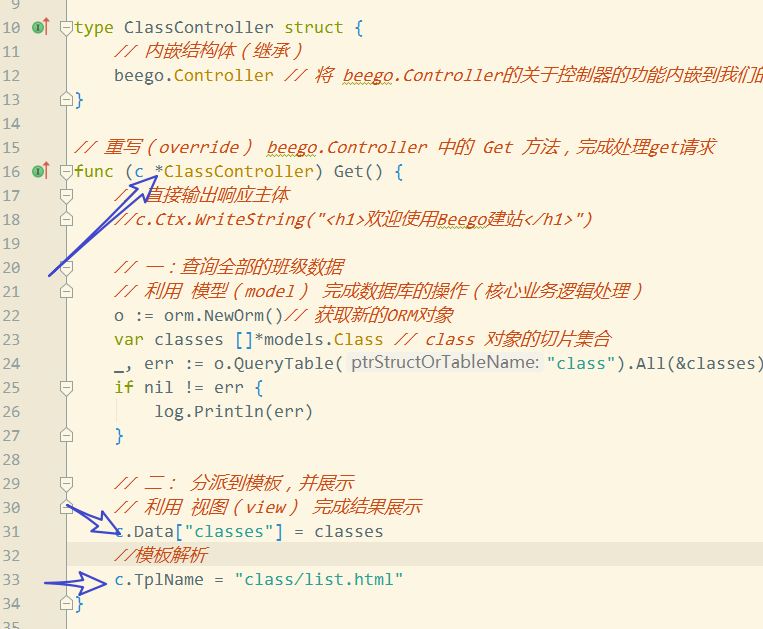 9
10 type ClassController struct {
11 // 内嵌结构体(继承)
12 beego.Controller // 将 beego.Controller的关于控制器的功能内嵌到我们
13 }
14
15 // 重写(override) beego.Controller 中的 Get 方法,完成处理get请求
16 func (c *ClassController) Get() {
17 // 直接输出响应主体
18 //c.Ctx.WriteString("<h1>欢迎使用Beego建站</h1>")
19
20 // 一:查询全部的班级数据
21 // 利用 模型(model) 完成数据库的操作(核心业务逻辑处理)
22 o := orm.NewOrm()// 获取新的ORM对象
23 var classes []*models.Class // class 对象的切片集合
24 _, err := o.QueryTable( ptrStructOrTableName: "class").All(&classes)
25 if nil != err {
26 log.Println(err)
27 }
28
29 // 二: 分派到模板,并展示
30 // 利用 视图(view) 完成结果展示
31 c.Data["classes"] = classes
32 //模板解析
33 c.TplName = "class/list.html"
34 }
35